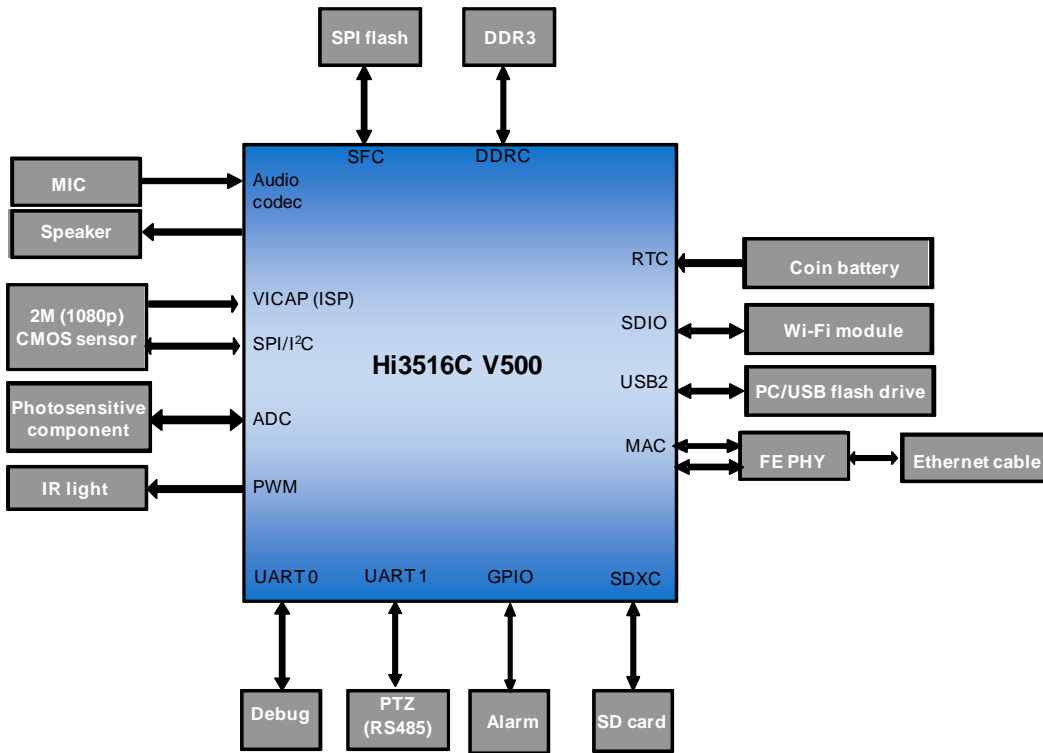 SPI flash
DDR3
SFC
DDRC
MIC
Audio
codec
Speaker
RTC
Coin battery
2M (1080p)
CMOS sensor
VICAP (ISP)
SPI/I²C
SDIO
Wi-Fi module
Hi3516C V500
USB2
PC/USB flash drive
Photosensitive
component
ADC
MAC
FE PHY
Ethernet cable
IR light
PWM
UART 0
UART 1
GPIO
SDXC
Debug
PTZ
(RS485)
Alarm
SD card